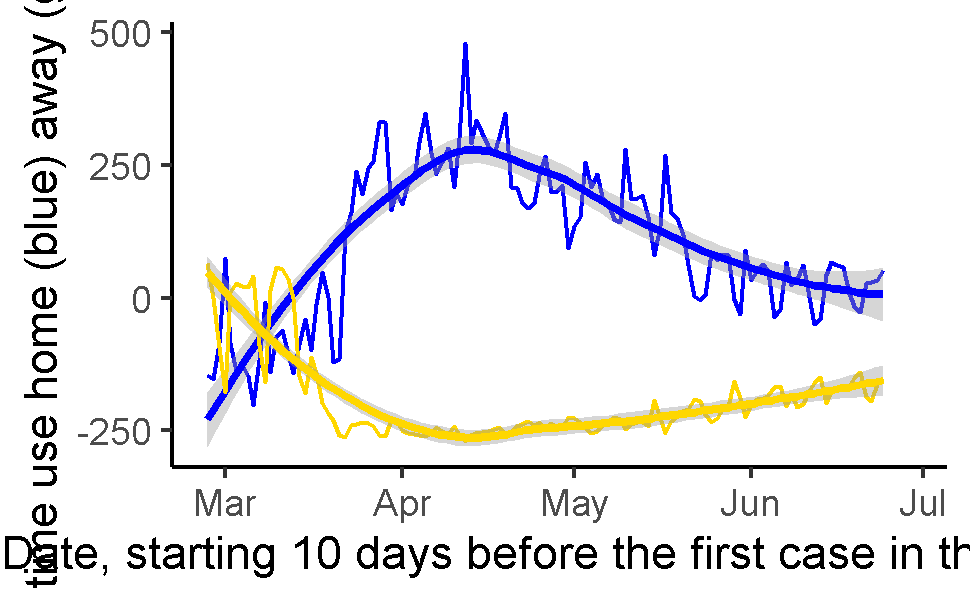 time use home (blue) away (
500
250
0
-250
Mar Apr May Jun Jul
Date, starting 10 days before the first case in th